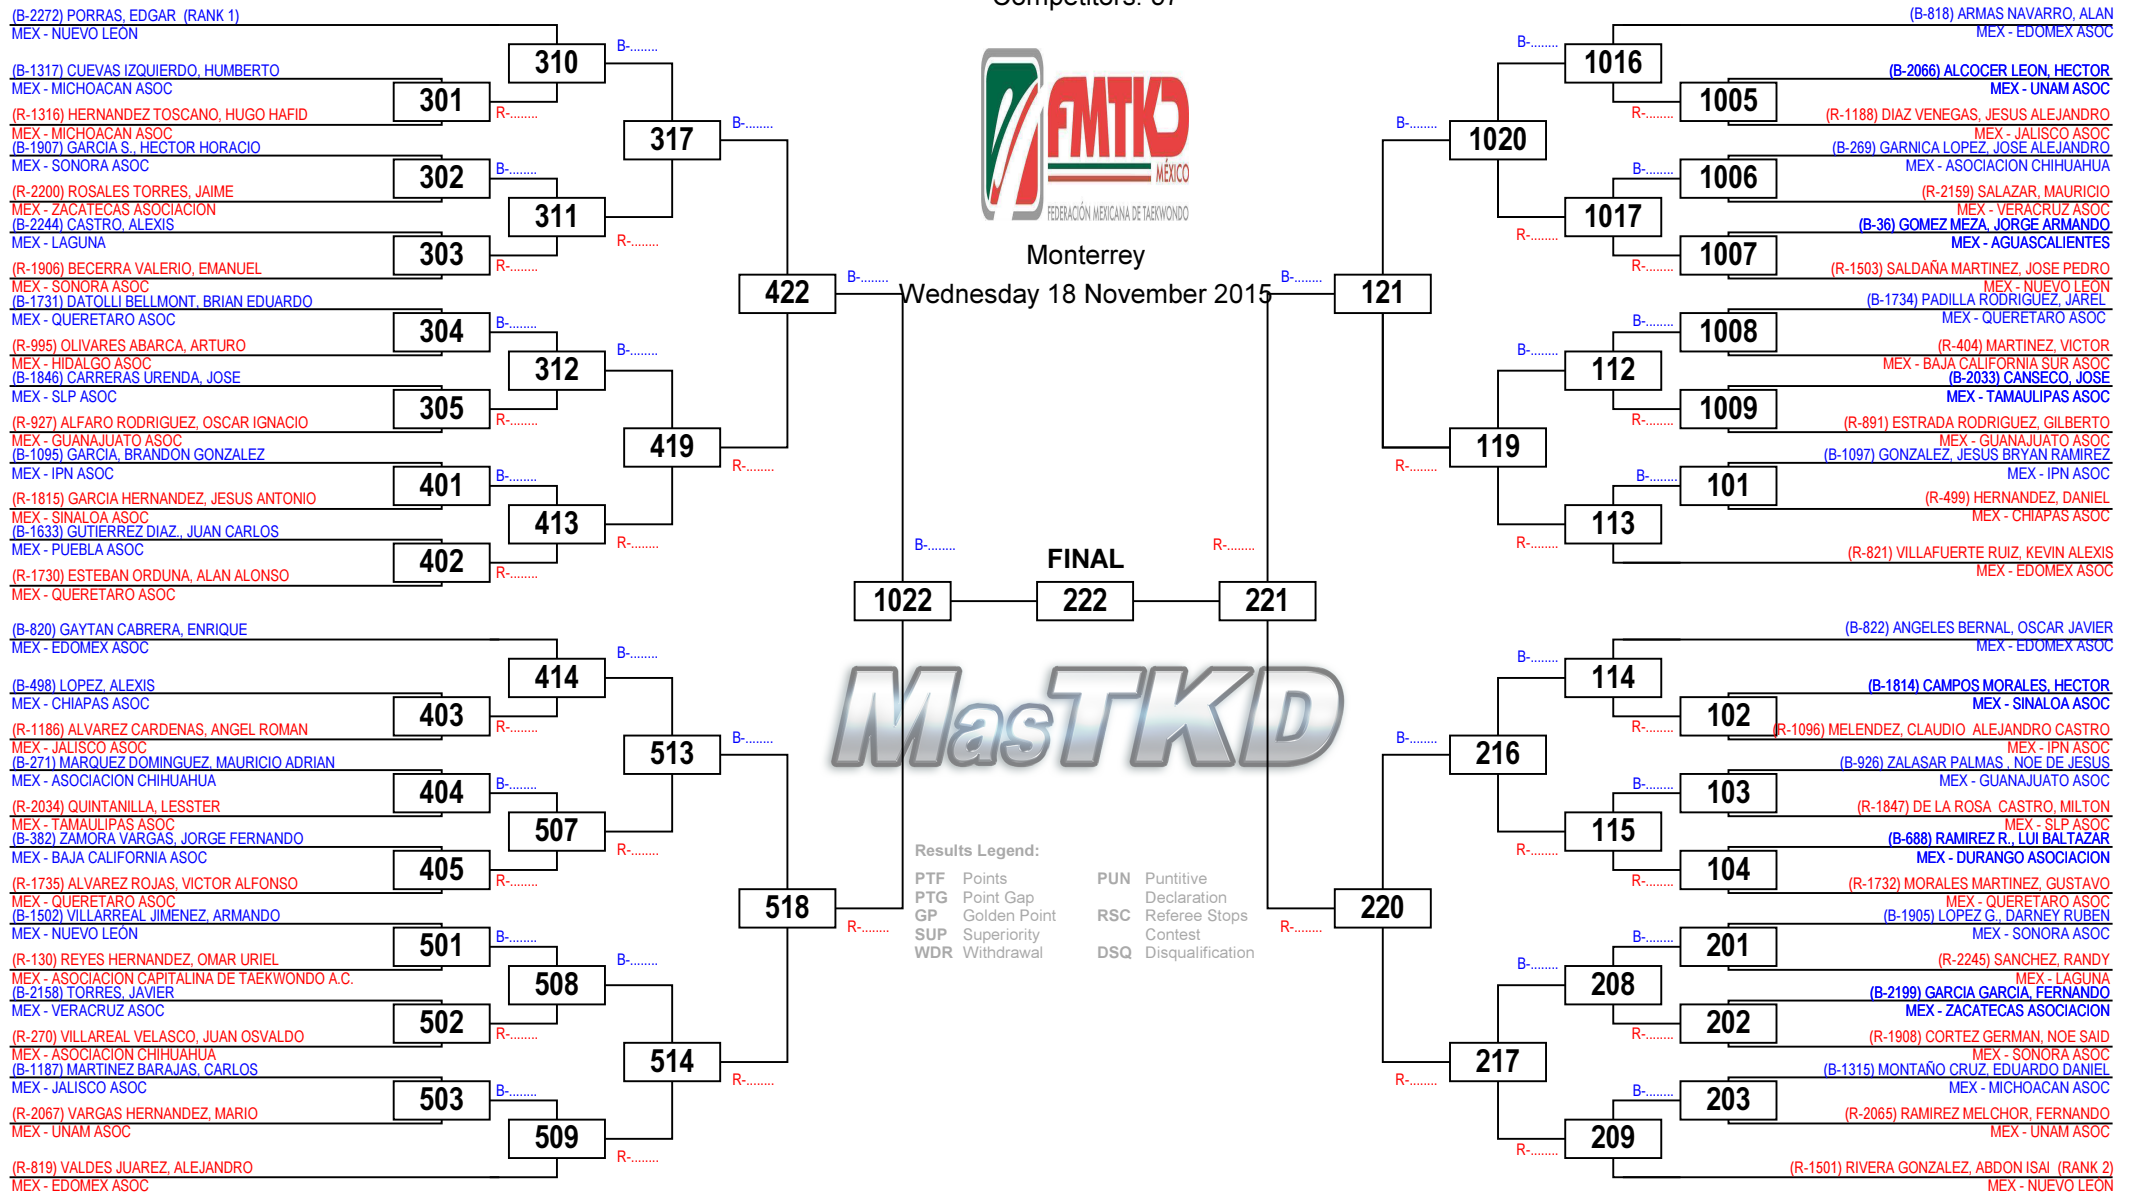 Competitors: 57
(B-2272) PORRAS, EDGAR (RANK 1)
MEX - NUEVO LEÓN
(B-1317) CUEVAS IZQUIERDO, HUMBERTO
MEX - MICHOACAN ASOC
(R-1316) HERNANDEZ TOSCANO, HUGO HAFID
MEX - MICHOACAN ASOC
(B-1907) GARCIA S., HECTOR HORACIO
MEX - SONORA ASOC
(R-2200) ROSALES TORRES, JAIME
MEX - ZACATECAS ASOCIACION
(B-2244) CASTRO, ALEXIS
MEX - LAGUNA
(R-1906) BECERRA VALERIO, EMANUEL
MEX - SONORA ASOC
(B-1731) DATOLLI BELLMONT, BRIAN EDUARDO
MEX - QUERETARO ASOC
(R-995) OLIVARES ABARCA, ARTURO
MEX - HIDALGO ASOC
(B-1846) CARRERAS URENDA, JOSE
MEX - SLP ASOC
(R-927) ALFARO RODRIGUEZ, OSCAR IGNACIO
MEX - GUANAJUATO ASOC
(B-1095) GARCIA, BRANDON GONZALEZ
MEX - IPN ASOC
(R-1815) GARCIA HERNANDEZ, JESUS ANTONIO
MEX - SINALOA ASOC
(B-1633) GUTIERREZ DIAZ., JUAN CARLOS
MEX - PUEBLA ASOC
(R-1730) ESTEBAN ORDUNA, ALAN ALONSO
MEX - QUERETARO ASOC
(B-820) GAYTAN CABRERA, ENRIQUE
MEX - EDOMEX ASOC
(B-498) LOPEZ, ALEXIS
MEX - CHIAPAS ASOC
(R-1186) ALVAREZ CARDENAS, ANGEL ROMAN
MEX - JALISCO ASOC
(B-271) MARQUEZ DOMINGUEZ, MAURICIO ADRIAN
MEX - ASOCIACION CHIHUAHUA
(R-2034) QUINTANILLA, LESSTER
MEX - TAMAULIPAS ASOC
(B-382) ZAMORA VARGAS, JORGE FERNANDO
MEX - BAJA CALIFORNIA ASOC
(R-1735) ALVAREZ ROJAS, VICTOR ALFONSO
MEX - QUERETARO ASOC
(B-1502) VILLARREAL JIMENEZ, ARMANDO
MEX - NUEVO LEÓN
(R-130) REYES HERNANDEZ, OMAR URIEL
MEX - ASOCIACION CAPITALINA DE TAEKWONDO A.C.
(B-2158) TORRES, JAVIER
MEX - VERACRUZ ASOC
(R-270) VILLAREAL VELASCO, JUAN OSVALDO
MEX - ASOCIACION CHIHUAHUA
(B-1187) MARTINEZ BARAJAS, CARLOS
MEX - JALISCO ASOC
(R-2067) VARGAS HERNANDEZ, MARIO
MEX - UNAM ASOC
(R-819) VALDES JUAREZ, ALEJANDRO
MEX - EDOMEX ASOC
301
302
303
304
305
401
402
403
404
405
501
502
503
R-........
B-........
R-........
B-........
R-........
B-........
R-........
R-........
B-........
R-........
B-........
R-........
B-........
310
311
312
413
414
507
508
509
B-........
R-........
B-........
R-........
B-........
R-........
B-........
R-........
317
419
513
514
B-........
R-........
B-........
R-........
422
518
B-........
R-........
1022
B-........
FMTKD
MÉXICO
FEDERACIÓN MEXICANA DE TAEKWONDO
Monterrey
Wednesday 18 November 2015
FINAL
222
MasTKD
Results Legend:
PTF Points
PTG Point Gap
GP Golden Point
SUP Superiority
WDR Withdrawal
PUN Puntitive
Declaration
RSC Referee Stops
Contest
DSQ Disqualification
R-........
221
B-........
R-........
121
220
B-........
R-........
B-........
R-........
1020
119
216
217
B-........
R-........
B-........
R-........
B-........
R-........
B-........
R-........
1016
1017
112
113
114
115
208
209
R-........
B-........
R-........
B-........
R-........
B-........
R-........
B-........
R-........
B-........
R-........
B-........
1005
1006
1007
1008
1009
101
102
103
104
201
202
203
(B-818) ARMAS NAVARRO, ALAN
MEX - EDOMEX ASOC
(B-2066) ALCOCER LEON, HECTOR
MEX - UNAM ASOC
(R-1188) DIAZ VENEGAS, JESUS ALEJANDRO
MEX - JALISCO ASOC
(B-269) GARNICA LOPEZ, JOSE ALEJANDRO
MEX - ASOCIACION CHIHUAHUA
(R-2159) SALAZAR, MAURICIO
MEX - VERACRUZ ASOC
(B-36) GOMEZ MEZA, JORGE ARMANDO
MEX - AGUASCALIENTES
(R-1503) SALDAÑA MARTINEZ, JOSE PEDRO
MEX - NUEVO LEÓN
(B-1734) PADILLA RODRIGUEZ, JAREL
MEX - QUERETARO ASOC
(R-404) MARTINEZ, VICTOR
MEX - BAJA CALIFORNIA SUR ASOC
(B-2033) CANSECO, JOSE
MEX - TAMAULIPAS ASOC
(R-891) ESTRADA RODRIGUEZ, GILBERTO
MEX - GUANAJUATO ASOC
(B-1097) GONZALEZ, JESUS BRYAN RAMIREZ
MEX - IPN ASOC
(R-499) HERNANDEZ, DANIEL
MEX - CHIAPAS ASOC
(R-821) VILLAFUERTE RUIZ, KEVIN ALEXIS
MEX - EDOMEX ASOC
(B-822) ANGELES BERNAL, OSCAR JAVIER
MEX - EDOMEX ASOC
(B-1814) CAMPOS MORALES, HECTOR
MEX - SINALOA ASOC
(R-1096) MELENDEZ, CLAUDIO ALEJANDRO CASTRO
MEX - IPN ASOC
(B-926) ZALASAR PALMAS , NOE DE JESUS
MEX - GUANAJUATO ASOC
(R-1847) DE LA ROSA CASTRO, MILTON
MEX - SLP ASOC
(B-688) RAMIREZ R., LUI BALTAZAR
MEX - DURANGO ASOCIACION
(R-1732) MORALES MARTINEZ, GUSTAVO
MEX - QUERETARO ASOC
(B-1905) LOPEZ G., DARNEY RUBEN
MEX - SONORA ASOC
(R-2245) SANCHEZ, RANDY
MEX - LAGUNA
(B-2199) GARCIA GARCIA, FERNANDO
MEX - ZACATECAS ASOCIACION
(R-1908) CORTEZ GERMAN, NOE SAID
MEX - SONORA ASOC
(B-1315) MONTAÑO CRUZ, EDUARDO DANIEL
MEX - MICHOACAN ASOC
(R-2065) RAMIREZ MELCHOR, FERNANDO
MEX - UNAM ASOC
(R-1501) RIVERA GONZALEZ, ABDON ISAI (RANK 2)
MEX - NUEVO LEÓN